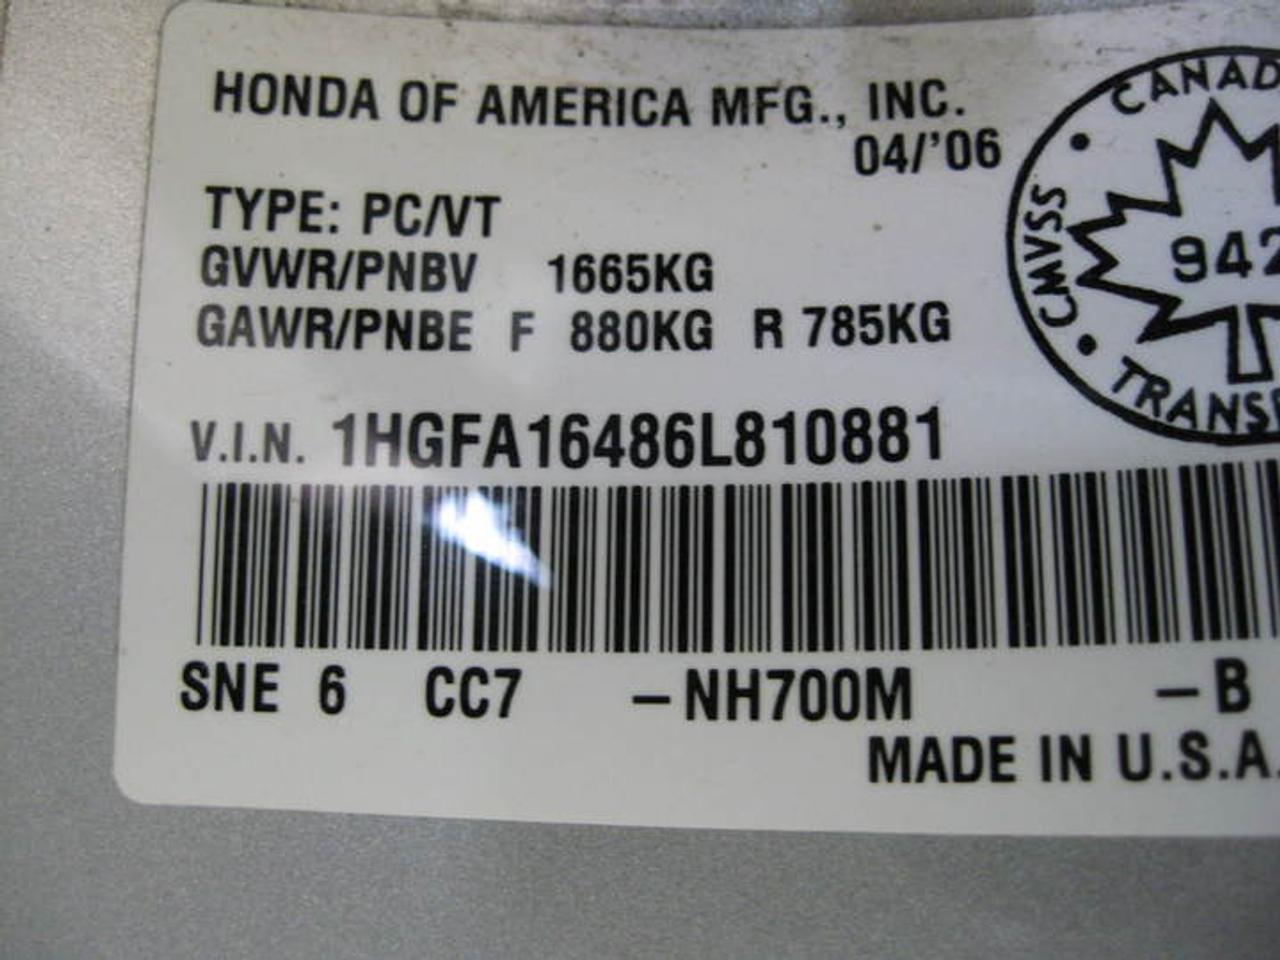 HONDA OF AMERICA MFG., INC.
04/'06
TYPE: PC/VT
GVWR/PNBV 1665KG
GAWR/PNBE F 880KG R 785KG
V.I.N. 1HGFA16486L810881
SNE 6 CC7 –NH700M –B
MADE IN U.S.A.
CANAD
CMVSS
942
TRANSP